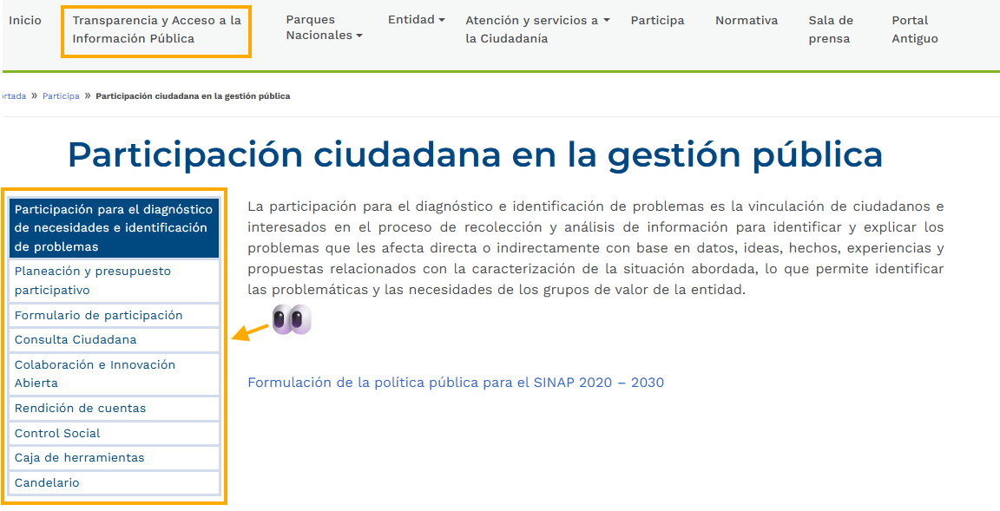 Inicio
Transparencia y Acceso a la
Información Pública
Parques
Nacionales
Entidad
Atención y servicios a
la Ciudadanía
Participa
Normativa
Sala de
prensa
Portal
Antiguo
rtada » Participa » Participación ciudadana en la gestión pública
Participación ciudadana en la gestión pública
Participación para el diagnóstico
de necesidades e identificación
de problemas
Planeación y presupuesto
participativo
Formulario de participación
Consulta Ciudadana
Colaboración e Innovación
Abierta
Rendición de cuentas
Control Social
Caja de herramientas
Candelario
La participación para el diagnóstico e identificación de problemas es la vinculación de ciudadanos e
interesados en el proceso de recolección y análisis de información para identificar y explicar los
problemas que les afecta directa o indirectamente con base en datos, ideas, hechos, experiencias y
propuestas relacionados con la caracterización de la situación abordada, lo que permite identificar
las problemáticas y las necesidades de los grupos de valor de la entidad.
Formulación de la política pública para el SINAP 2020 – 2030